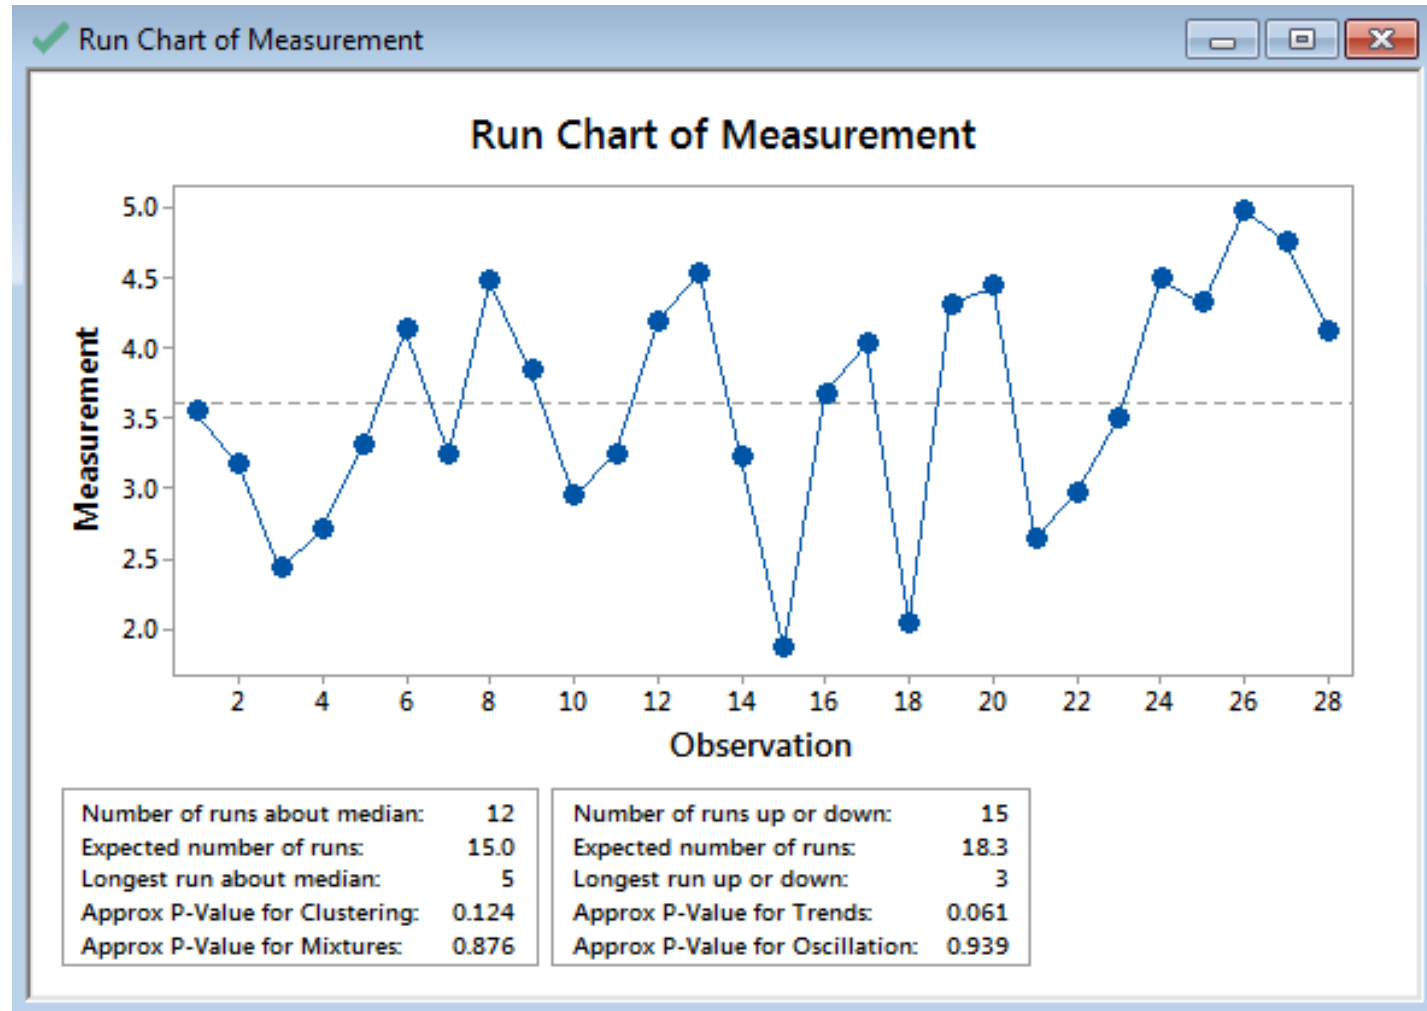 Run Chart of Measurement
Run Chart of Measurement
5.0
4.5
4.0
3.5
3.0
2.5
2.0
Measurement
2 4 6 8 10 12 14 16 18 20 22 24 26 28
Observation
Number of runs about median: 12
Expected number of runs: 15.0
Longest run about median: 5
Approx P-Value for Clustering: 0.124
Approx P-Value for Mixtures: 0.876
Number of runs up or down: 15
Expected number of runs: 18.3
Longest run up or down: 3
Approx P-Value for Trends: 0.061
Approx P-Value for Oscillation: 0.939